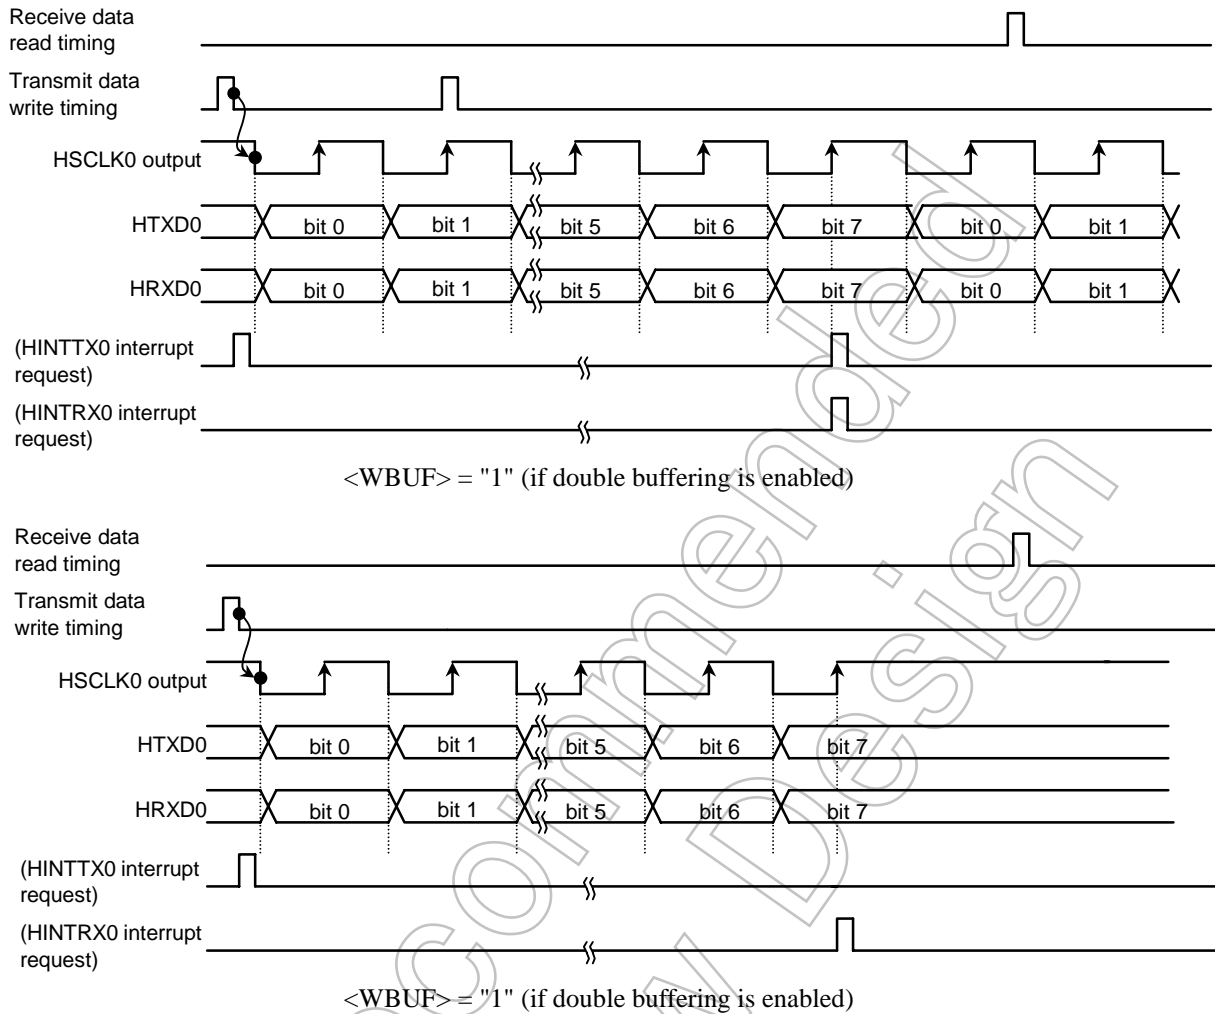 Receive data
read timing
Transmit data
write timing
HSCLK0 output
HTXD0 bit 0 bit 1 bit 5 bit 6 bit 7 bit 0 bit 1
HRXD0 bit 0 bit 1 bit 5 bit 6 bit 7 bit 0 bit 1
(HINTTX0 interrupt
request)
(HINTRX0 interrupt
request)
<WBUF> = "1" (if double buffering is enabled)
Receive data
read timing
Transmit data
write timing
HSCLK0 output
HTXD0 bit 0 bit 1 bit 5 bit 6 bit 7
HRXD0 bit 0 bit 1 bit 5 bit 6 bit 7
(HINTTX0 interrupt
request)
(HINTRX0 interrupt
request)
<WBUF> = "1" (if double buffering is enabled)
commended
w Design